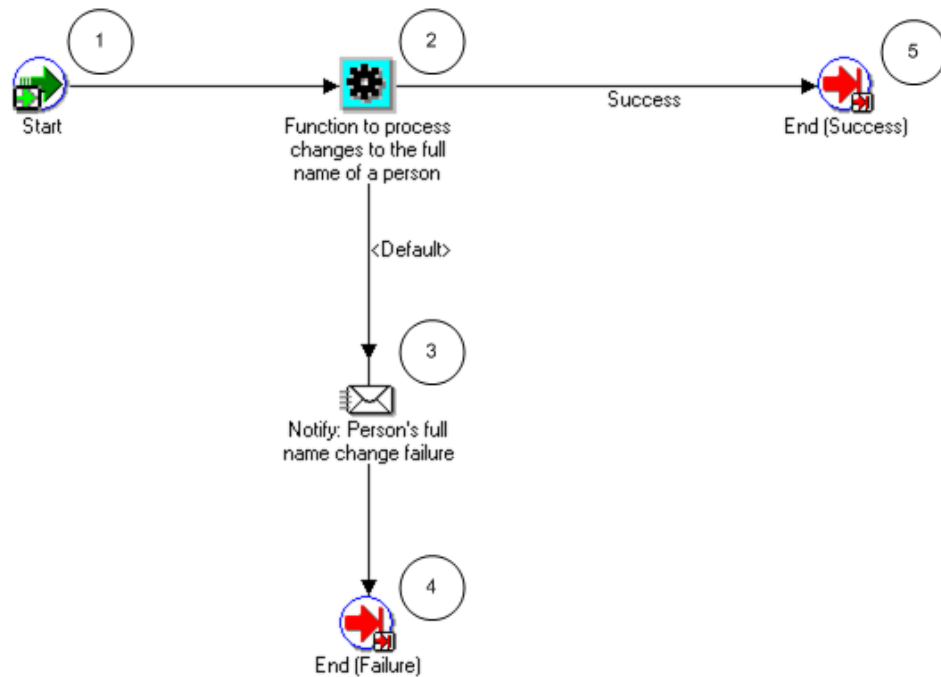 1
2
5
Start
Success
End (Success)
Function to process
changes to the full
name of a person
<Default>
3
Notify: Person's full
name change failure
4
End (Failure)